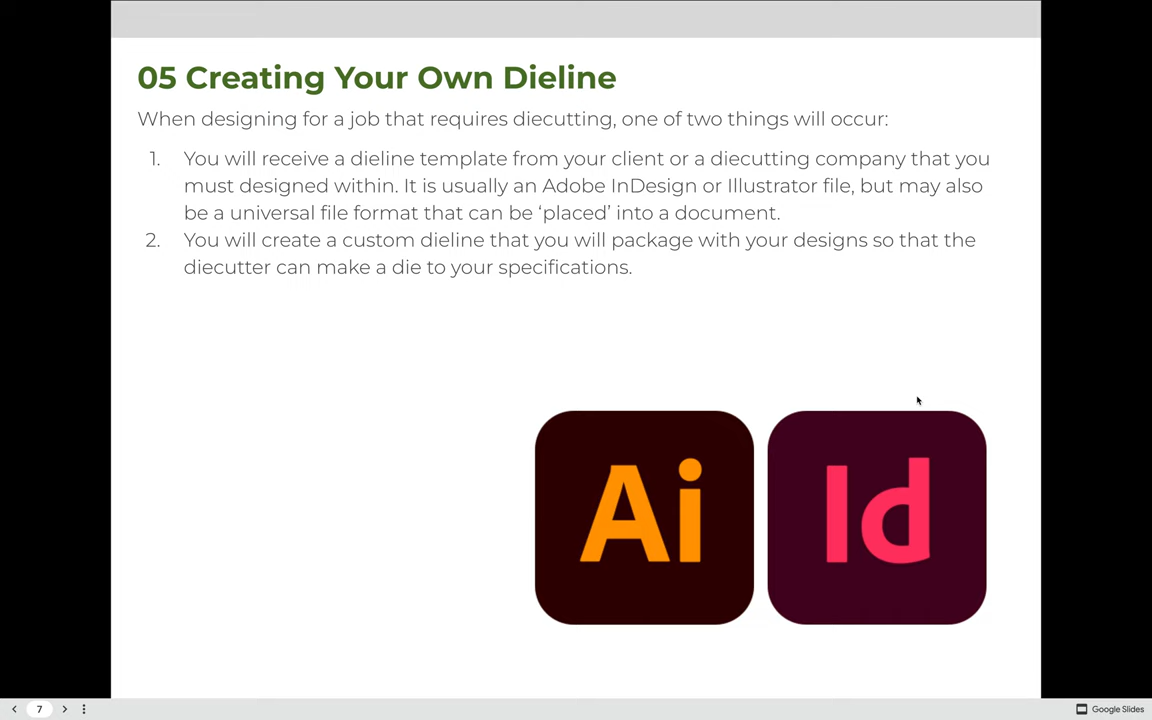 05 Creating Your Own Dieline
When designing for a job that requires diecutting, one of two things will occur:
1. You will receive a dieline template from your client or a diecutting company that you
must designed within. It is usually an Adobe InDesign or Illustrator file, but may also
be a universal file format that can be ‘placed’ into a document.
2. You will create a custom dieline that you will package with your designs so that the
diecutter can make a die to your specifications.
Ai Id
7 Google Slides